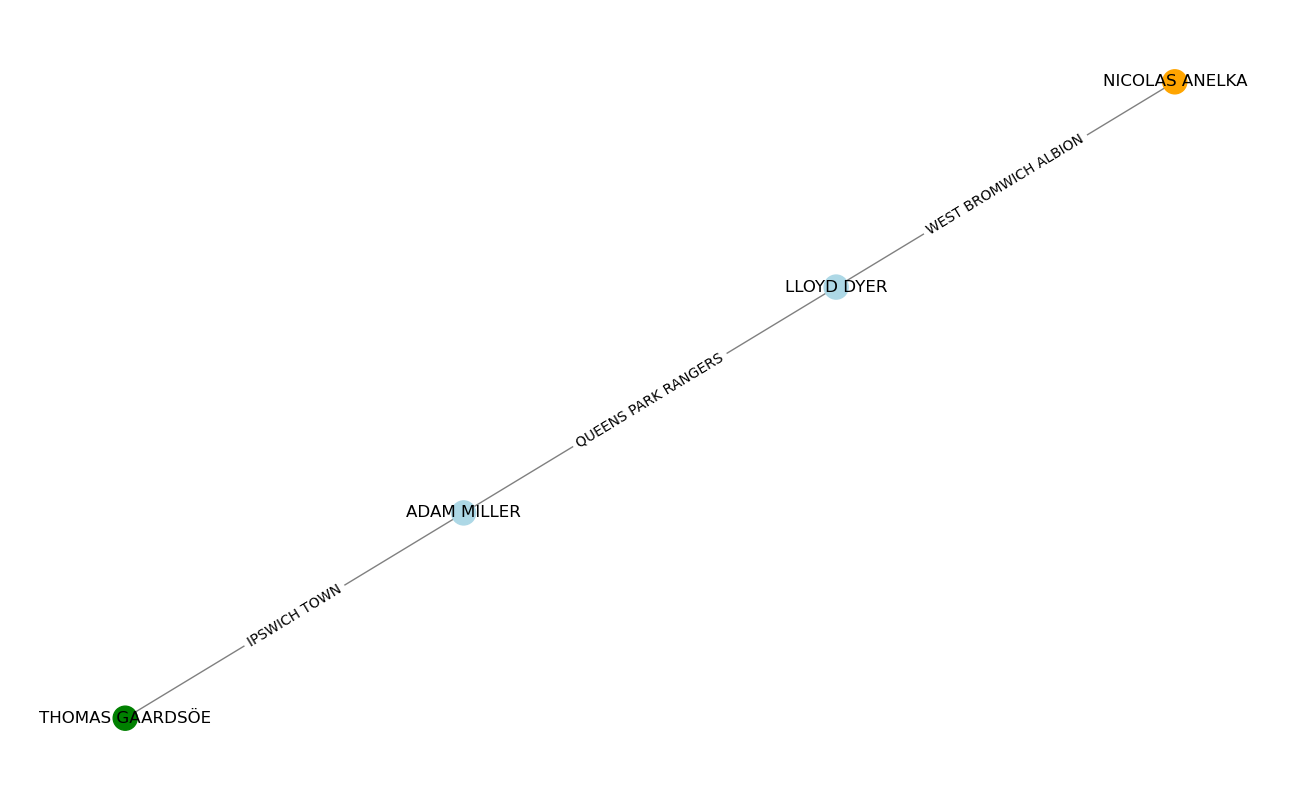 NICOLAS ANELKA
WEST BROMWICH ALBION
LLOYD DYER
QUEENS PARK RANGERS
ADAM MILLER
IPSWICH TOWN
THOMAS GAARDSÖE